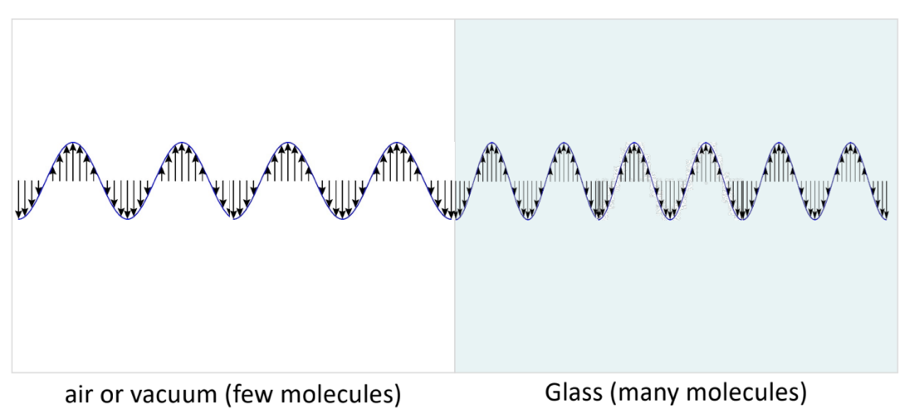 air or vacuum (few molecules)
Glass (many molecules)